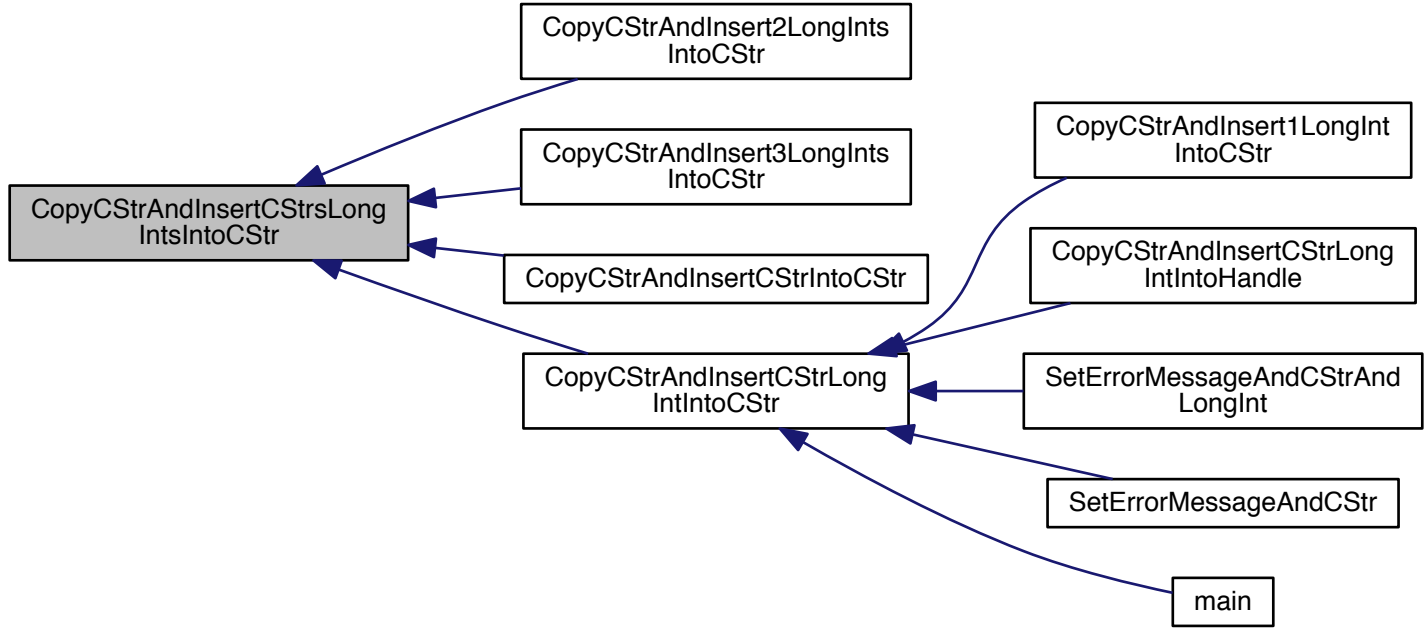 CopyCStrAndInsert2LongInts
IntoCStr
CopyCStrAndInsert1LongInt
IntoCStr
CopyCStrAndInsert3LongInts
IntoCStr
CopyCStrAndInsertCStrsLong
IntsIntoCStr
CopyCStrAndInsertCStrLong
IntIntoHandle
CopyCStrAndInsertCStrIntoCStr
CopyCStrAndInsertCStrLong
IntIntoCStr
SetErrorMessageAndCStrAnd
LongInt
SetErrorMessageAndCStr
main